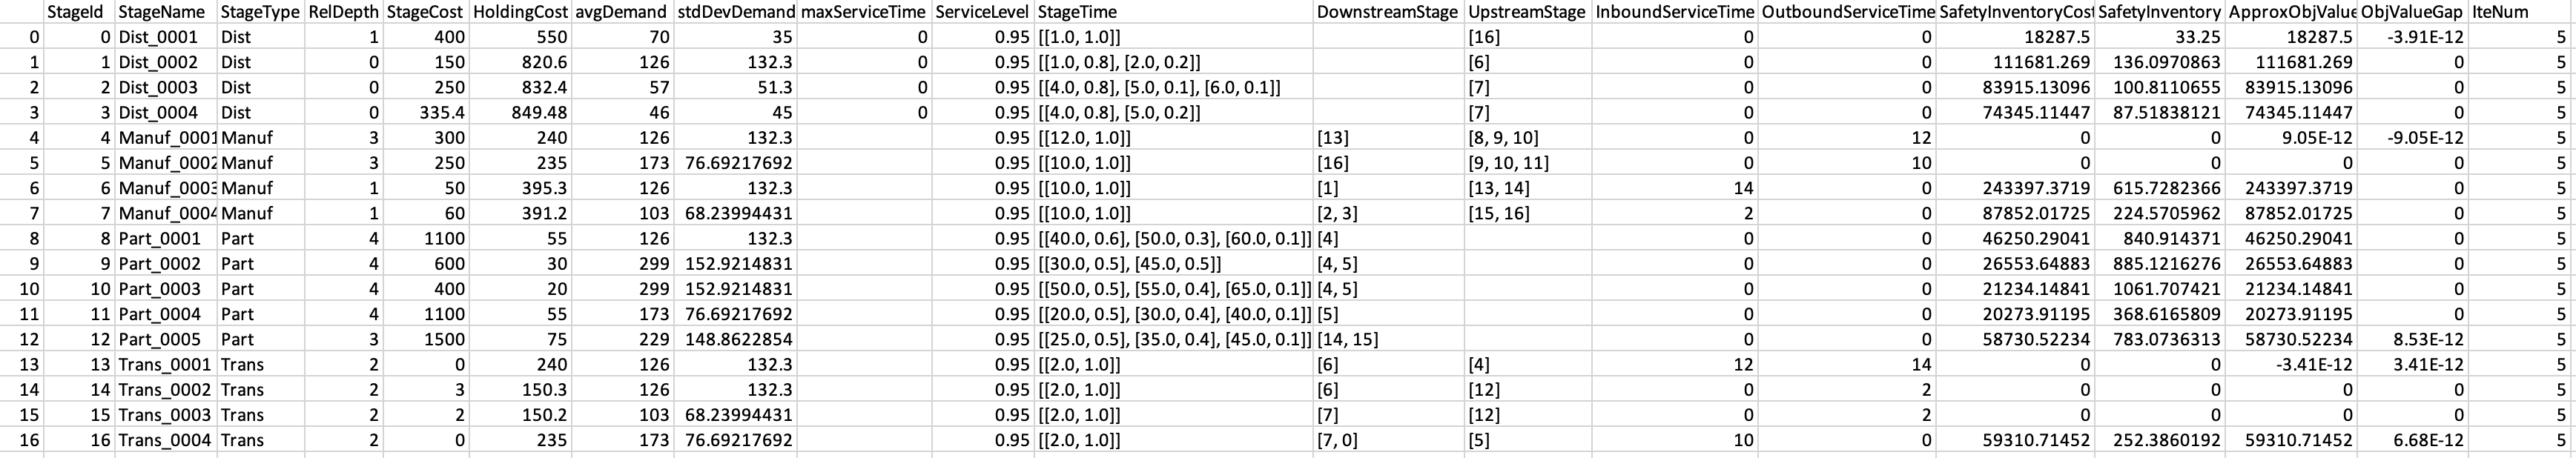 StageId StageName StageType RelDepth StageCost HoldingCost avgDemand stdDevDemand maxServiceTime ServiceLevel StageTime DownstreamStage UpstreamStage InboundServiceTime OutboundServiceTime SafetyInventoryCost SafetyInventory ApproxObjValue ObjValueGap IteNum
0 0 Dist_0001 Dist 1 400 550 70 35 0 0.95 [[1.0, 1.0]] [16] 0 0 18287.5 33.25 18287.5 -3.91E-12 5
1 1 Dist_0002 Dist 0 150 820.6 126 132.3 0 0.95 [[1.0, 0.8], [2.0, 0.2]] [6] 0 0 111681.269 136.0970863 111681.269 0 5
2 2 Dist_0003 Dist 0 250 832.4 57 51.3 0 0.95 [[4.0, 0.8], [5.0, 0.1], [6.0, 0.1]] [7] 0 0 83915.13096 100.8110655 83915.13096 0 5
3 3 Dist_0004 Dist 0 335.4 849.48 46 45 0 0.95 [[4.0, 0.8], [5.0, 0.2]] [7] 0 0 74345.11447 87.51838121 74345.11447 0 5
4 4 Manuf_0001 Manuf 3 300 240 126 132.3 0.95 [[12.0, 1.0]] [13] [8, 9, 10] 0 12 0 0 9.05E-12 -9.05E-12 5
5 5 Manuf_0002 Manuf 3 250 235 173 76.69217692 0.95 [[10.0, 1.0]] [16] [9, 10, 11] 0 10 0 0 0 0 5
6 6 Manuf_0003 Manuf 1 50 395.3 126 132.3 0.95 [[10.0, 1.0]] [1] [13, 14] 14 0 243397.3719 615.7282366 243397.3719 0 5
7 7 Manuf_0004 Manuf 1 60 391.2 103 68.23994431 0.95 [[10.0, 1.0]] [2, 3] [15, 16] 2 0 87852.01725 224.5705962 87852.01725 0 5
8 8 Part_0001 Part 4 1100 55 126 132.3 0.95 [[40.0, 0.6], [50.0, 0.3], [60.0, 0.1]] [4] 0 0 46250.29041 840.914371 46250.29041 0 5
9 9 Part_0002 Part 4 600 30 299 152.9214831 0.95 [[30.0, 0.5], [45.0, 0.5]] [4, 5] 0 0 26553.64883 885.1216276 26553.64883 0 5
10 10 Part_0003 Part 4 400 20 299 152.9214831 0.95 [[50.0, 0.5], [55.0, 0.4], [65.0, 0.1]] [4, 5] 0 0 21234.14841 1061.707421 21234.14841 0 5
11 11 Part_0004 Part 4 1100 55 173 76.69217692 0.95 [[20.0, 0.5], [30.0, 0.4], [40.0, 0.1]] [5] 0 0 20273.91195 368.6165809 20273.91195 0 5
12 12 Part_0005 Part 3 1500 75 229 148.8622854 0.95 [[25.0, 0.5], [35.0, 0.4], [45.0, 0.1]] [14, 15] 0 0 58730.52234 783.0736313 58730.52234 8.53E-12 5
13 13 Trans_0001 Trans 2 0 240 126 132.3 0.95 [[2.0, 1.0]] [6] [4] 12 14 0 0 -3.41E-12 3.41E-12 5
14 14 Trans_0002 Trans 2 3 150.3 126 132.3 0.95 [[2.0, 1.0]] [6] [12] 0 2 0 0 0 0 5
15 15 Trans_0003 Trans 2 2 150.2 103 68.23994431 0.95 [[2.0, 1.0]] [7] [12] 0 2 0 0 0 0 5
16 16 Trans_0004 Trans 2 0 235 173 76.69217692 0.95 [[2.0, 1.0]] [7, 0] [5] 10 0 59310.71452 252.3860192 59310.71452 6.68E-12 5